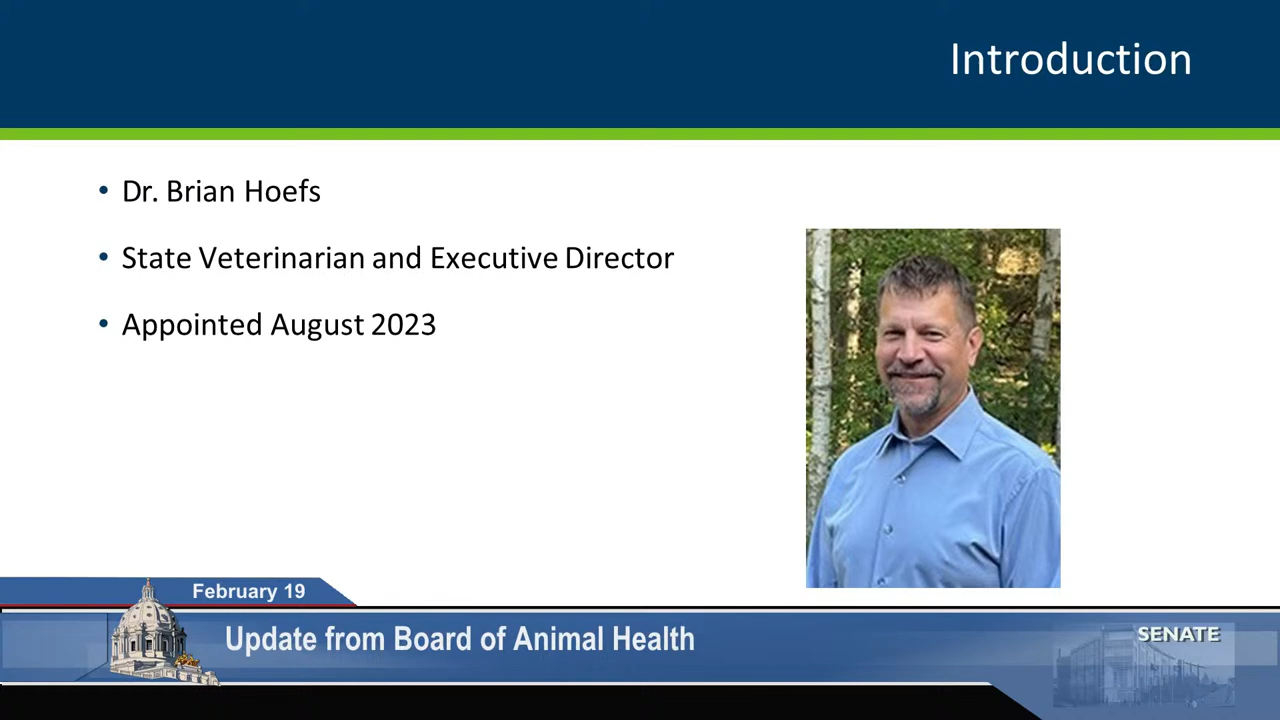 Introduction
• Dr. Brian Hoefs
• State Veterinarian and Executive Director
• Appointed August 2023
February 19
Update from Board of Animal Health
SENATE